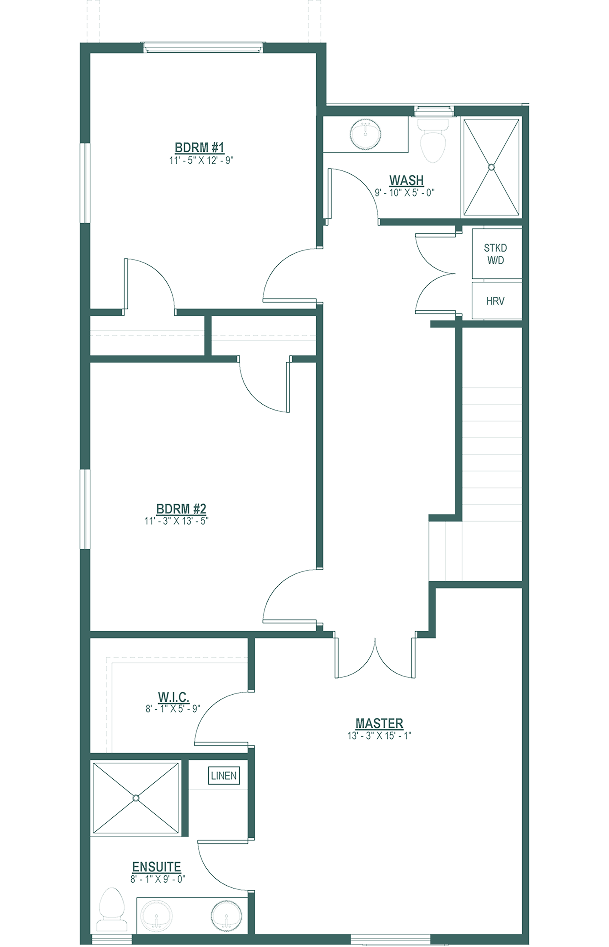 BDRM #1
11' - 5" X 12' - 9"
WASH
9' - 10" X 5' - 0"
STKD
W/D
HRV
BDRM #2
11' - 3" X 13' - 5"
W.I.C.
8' - 1" X 5' - 9"
MASTER
13' - 3" X 15' - 1"
LINEN
ENSUITE
8' - 1" X 9' - 0"